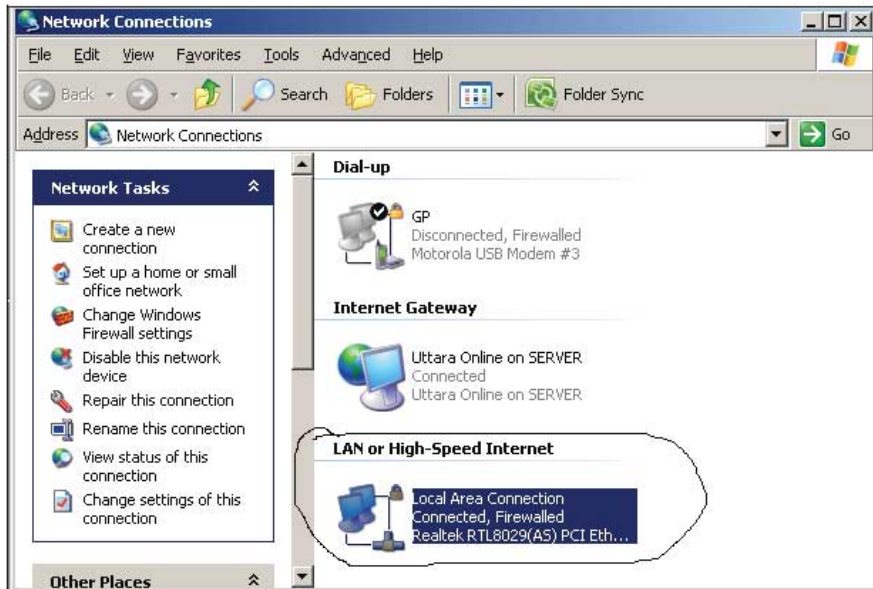 Network Connections
File Edit View Favorites Tools Advanced Help
Back Search Folders Folder Sync
Address Network Connections Go
Network Tasks
Create a new
connection
Set up a home or small
office network
Change Windows
Firewall settings
Disable this network
device
Repair this connection
Rename this connection
View status of this
connection
Change settings of this
connection
Other Places
Dial-up
GP
Disconnected, Firewalled
Motorola USB Modem #3
Internet Gateway
Uttara Online on SERVER
Connected
Uttara Online on SERVER
LAN or High-Speed Internet
Local Area Connection
Connected, Firewalled
Realtek RTL8029(AS) PCI Eth...